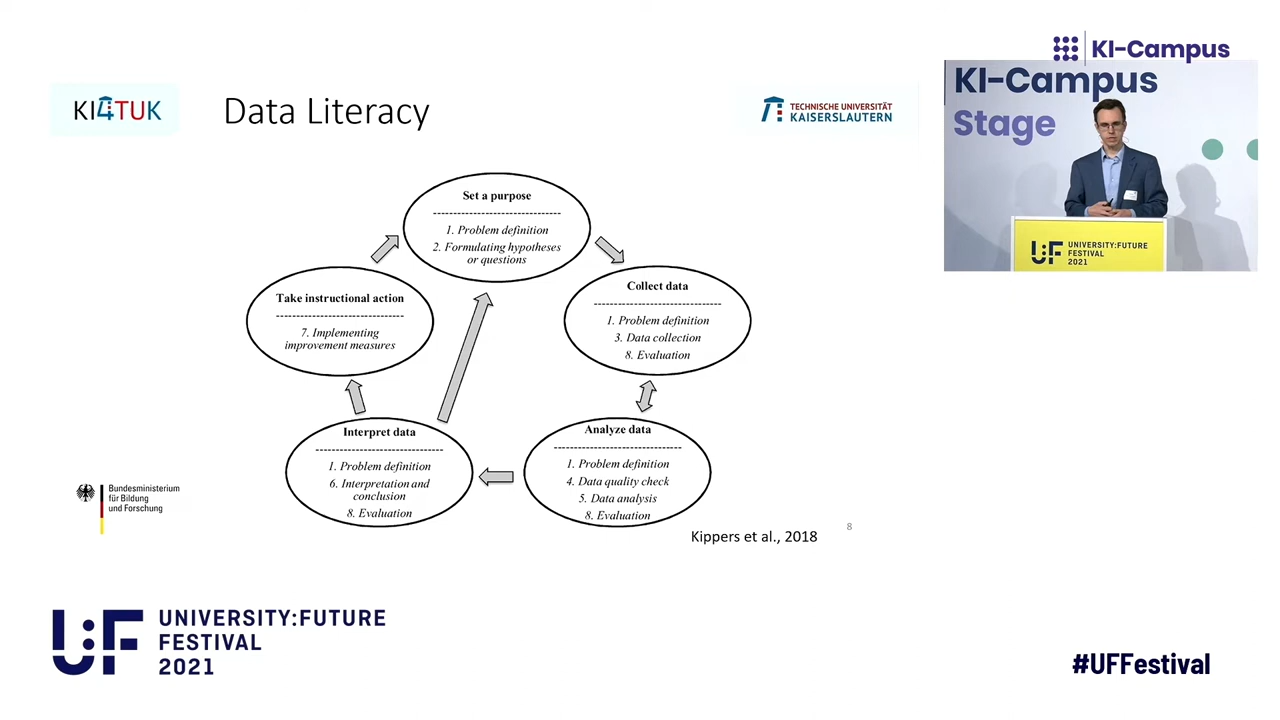 KI-Campus
KI4TUK
Data Literacy
TECHNISCHE UNIVERSITÄT
KAISERSLAUTERN
KI-Campus
Stage
Set a purpose
1. Problem definition
2. Formulating hypotheses
or questions
Take instructional action
7. Implementing
improvement measures
Collect data
1. Problem definition
3. Data collection
8. Evaluation
Interpret data
1. Problem definition
6. Interpretation and
conclusion
8. Evaluation
Analyze data
1. Problem definition
4. Data quality check
5. Data analysis
8. Evaluation
U:F UNIVERSITY:FUTURE
FESTIVAL
2021
Bundesministerium
für Bildung
und Forschung
Kippers et al., 2018
8
U:F UNIVERSITY:FUTURE
FESTIVAL
2021
#UFFestival